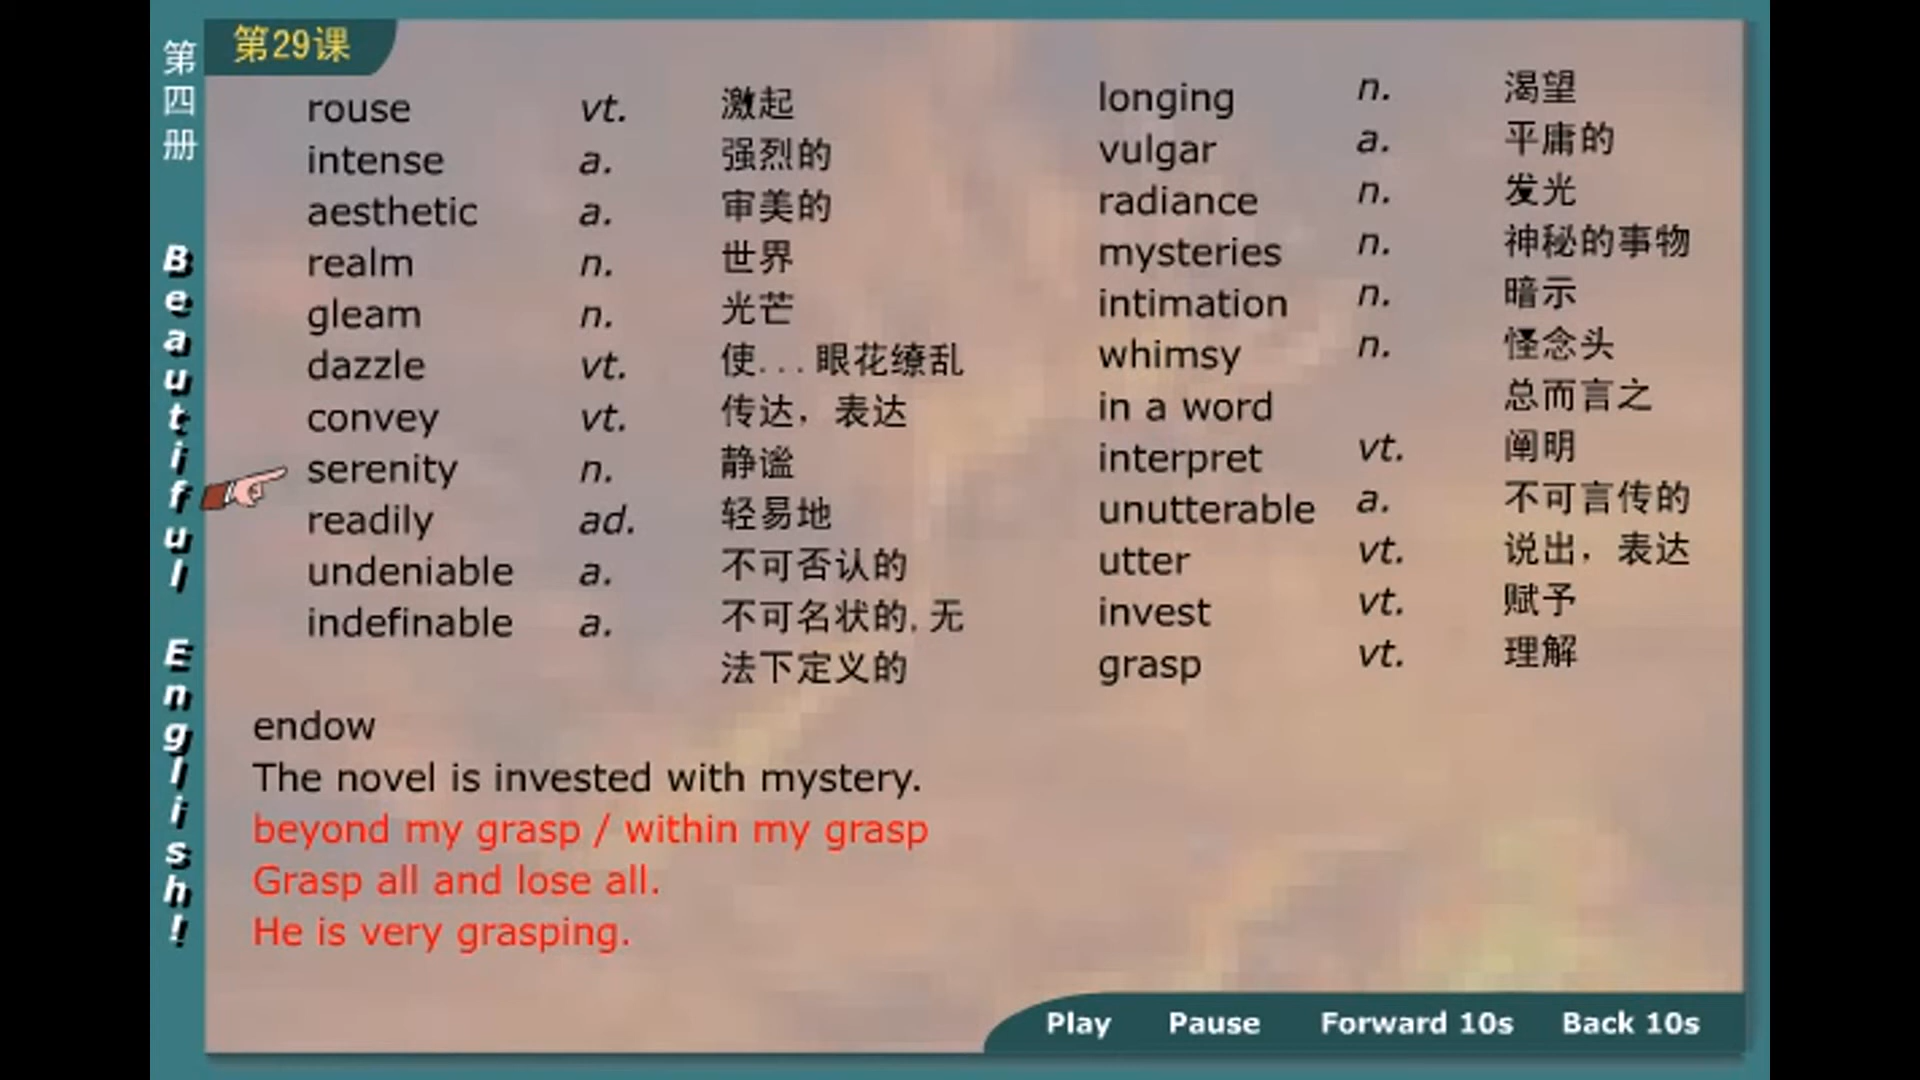 第四册 Beautiful English!
第29课
rouse vt. 激起
intense a. 强烈的
aesthetic a. 审美的
realm n. 世界
gleam n. 光芒
dazzle vt. 使...眼花缭乱
convey vt. 传达，表达
serenity n. 静谧
readily ad. 轻易地
undeniable a. 不可否认的
indefinable a. 不可名状的,无
法下定义的
longing n. 渴望
vulgar a. 平庸的
radiance n. 发光
mysteries n. 神秘的事物
intimation n. 暗示
whimsy n. 怪念头
in a word 总而言之
interpret vt. 阐明
unutterable a. 不可言传的
utter vt. 说出，表达
invest vt. 赋予
grasp vt. 理解
endow
The novel is invested with mystery.
beyond my grasp / within my grasp
Grasp all and lose all.
He is very grasping.
Play Pause Forward 10s Back 10s